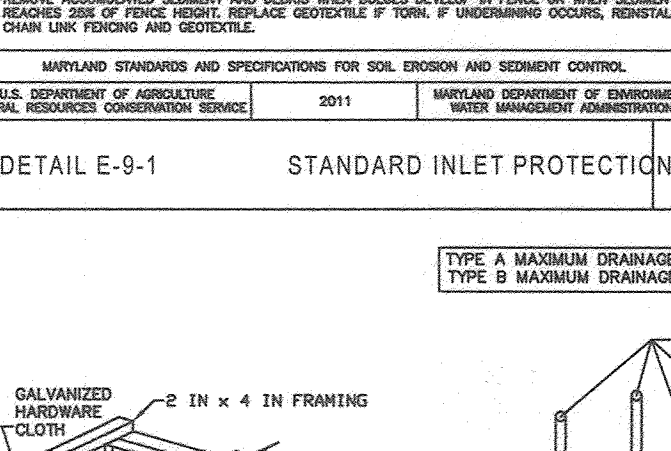 REMOVE ACCUMULATED SEDIMENT AND DEBRIS WHEN BULGES DEVELOP IN FENCE OR WHEN SEDIMENT
REACHES 25% OF FENCE HEIGHT. REPLACE GEOTEXTILE IF TORN. IF UNDERMINING OCCURS, REINSTAL
CHAIN LINK FENCING AND GEOTEXTILE.
MARYLAND STANDARDS AND SPECIFICATIONS FOR SOIL EROSION AND SEDIMENT CONTROL
U.S. DEPARTMENT OF AGRICULTURE
RAL RESOURCES CONSERVATION SERVICE
2011
MARYLAND DEPARTMENT OF ENVIRONME
WATER MANAGEMENT ADMINISTRATION
DETAIL E-9-1 STANDARD INLET PROTECTION
TYPE A MAXIMUM DRAINAGE
TYPE B MAXIMUM DRAINAGE
GALVANIZED
HARDWARE
CLOTH
2 IN x 4 IN FRAMING